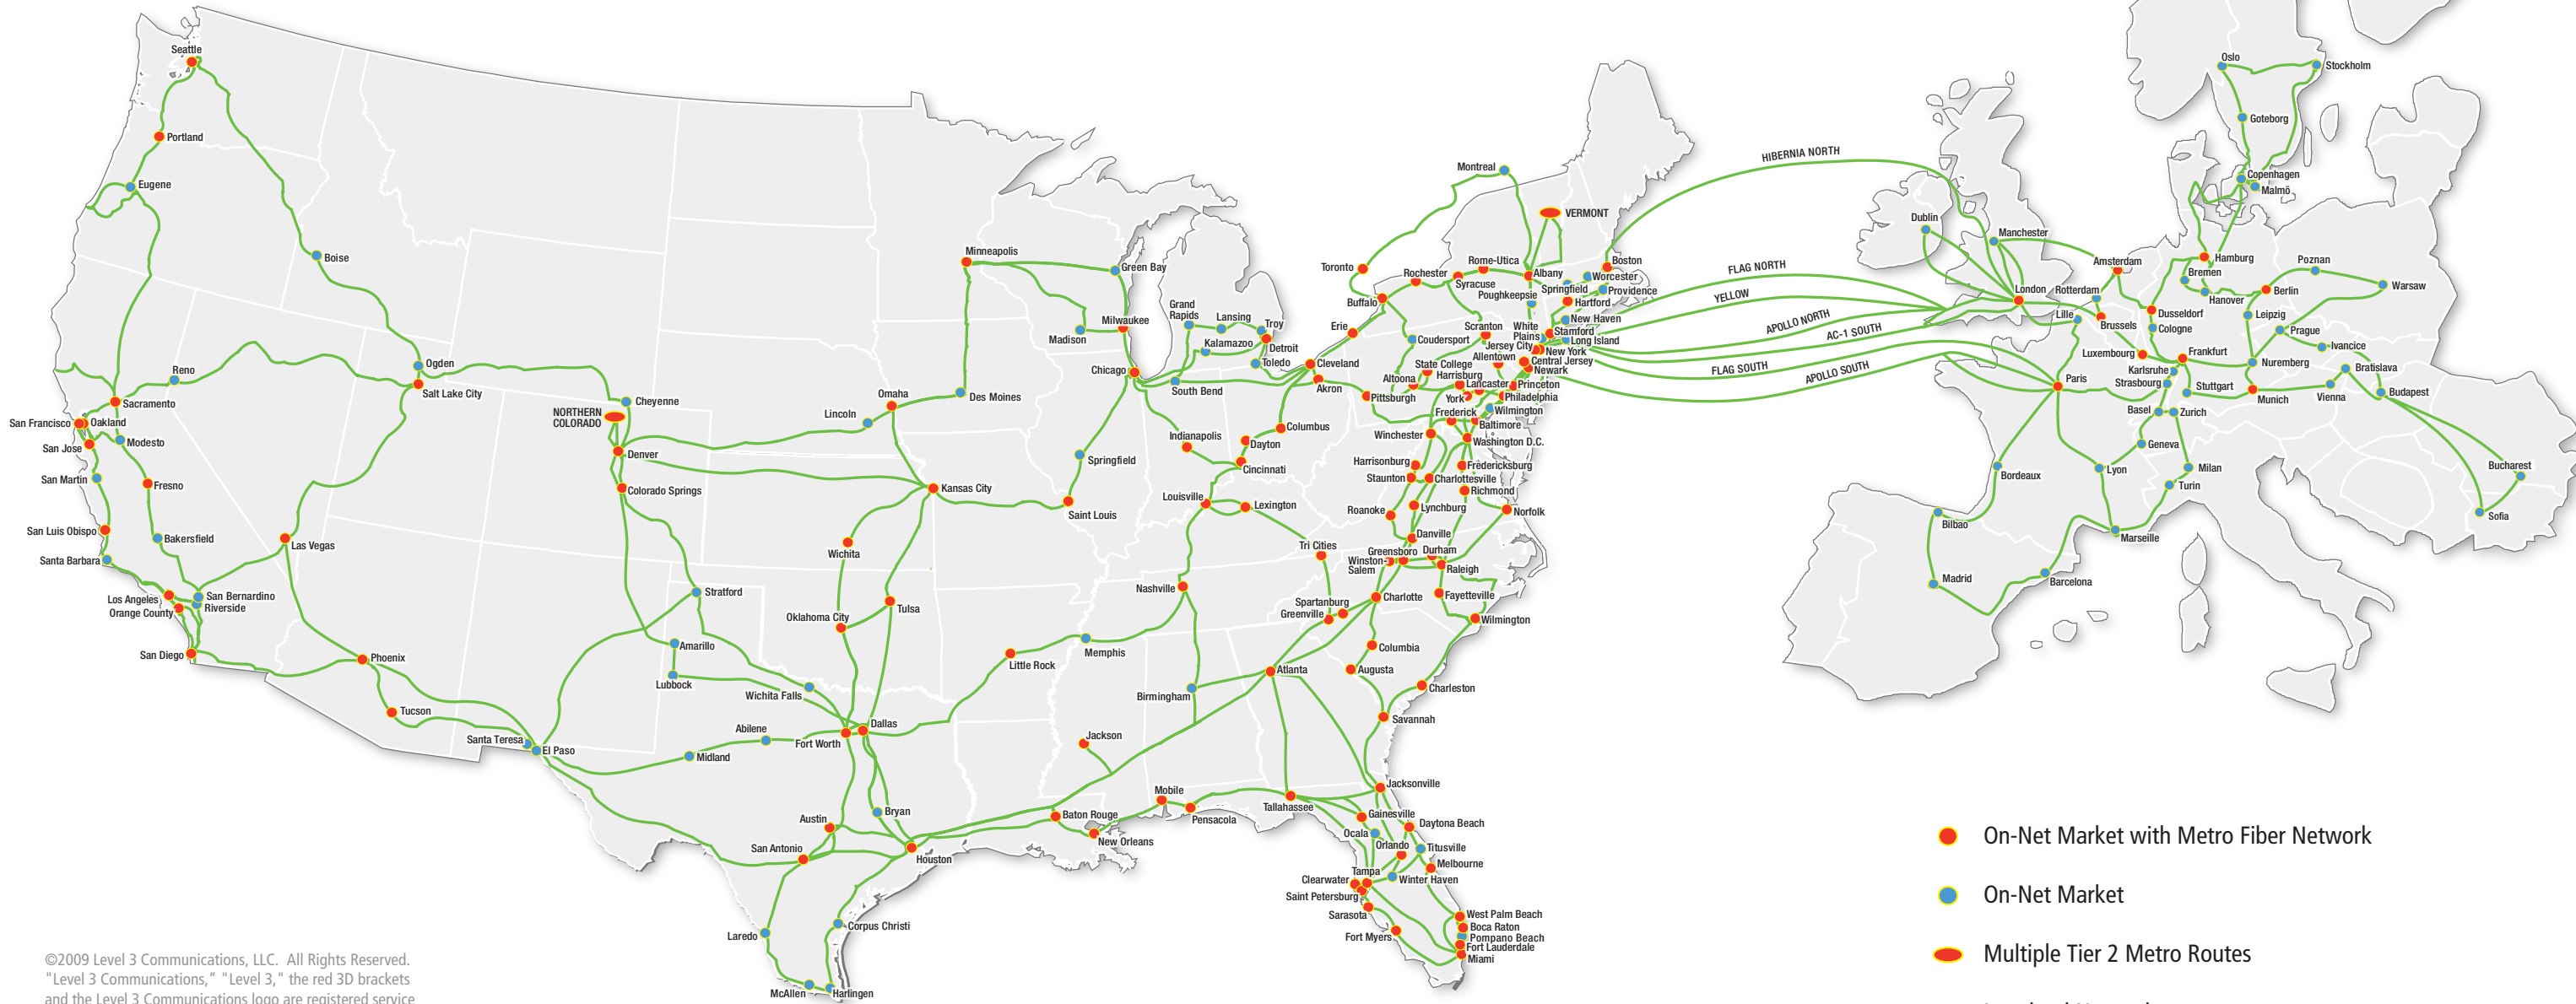 Seattle
Portland
Eugene
Boise
Reno
Sacramento
San Francisco
Oakland
San Jose
Modesto
San Martin
Fresno
San Luis Obispo
Bakersfield
Santa Barbara
Los Angeles
Orange County
San Bernardino
Riverside
San Diego
Las Vegas
Phoenix
Tucson
Ogden
Salt Lake City
NORTHERN
COLORADO
Cheyenne
Denver
Colorado Springs
Santa Teresa
El Paso
Stratford
Amarillo
Lubbock
Wichita Falls
Abilene
Midland
Fort Worth
Dallas
Bryan
Austin
San Antonio
Houston
Laredo
Corpus Christi
McAllen
Harlingen
Lincoln
Omaha
Des Moines
Kansas City
Wichita
Oklahoma City
Tulsa
Minneapolis
Green Bay
Madison
Milwaukee
Chicago
Springfield
Saint Louis
Little Rock
Memphis
Jackson
Baton Rouge
New Orleans
Mobile
Pensacola
Grand
Rapids
Lansing
Troy
Kalamazoo
Detroit
Toledo
South Bend
Indianapolis
Dayton
Columbus
Cincinnati
Louisville
Lexington
Nashville
Birmingham
Atlanta
Tri Cities
Spartanburg
Greenville
Charlotte
Columbia
Augusta
Charleston
Savannah
Jacksonville
Tallahassee
Gainesville
Ocala
Daytona Beach
Orlando
Titusville
Melbourne
Tampa
Clearwater
Winter Haven
Saint Petersburg
Sarasota
Fort Myers
West Palm Beach
Boca Raton
Pompano Beach
Fort Lauderdale
Miami
Cleveland
Akron
Erie
Buffalo
Toronto
Montreal
VERMONT
Rochester
Rome-Utica
Syracuse
Albany
Boston
Worcester
Springfield
Providence
Poughkeepsie
Hartford
New Haven
White
Plains
Stamford
Long Island
Scranton
Coudersport
Jersey City
New York
Allentown
Central Jersey
Newark
State College
Altoona
Harrisburg
Lancaster
Princeton
Pittsburgh
York
Philadelphia
Frederick
Wilmington
Baltimore
Winchester
Washington D.C.
Harrisonburg
Fredericksburg
Staunton
Charlottesville
Richmond
Roanoke
Lynchburg
Norfolk
Danville
Greensboro
Durham
Winston-
Salem
Raleigh
Fayetteville
Wilmington
HIBERNIA NORTH
FLAG NORTH
YELLOW
APOLLO NORTH
AC-1 SOUTH
FLAG SOUTH
APOLLO SOUTH
Oslo
Stockholm
Goteborg
Copenhagen
Malmö
Dublin
Manchester
London
Amsterdam
Rotterdam
Hamburg
Bremen
Hanover
Berlin
Poznan
Warsaw
Lille
Brussels
Dusseldorf
Cologne
Leipzig
Prague
Luxembourg
Frankfurt
Ivancice
Karlsruhe
Strasbourg
Nuremberg
Stuttgart
Bratislava
Paris
Munich
Vienna
Budapest
Basel
Zurich
Geneva
Lyon
Milan
Turin
Bucharest
Sofia
Bordeaux
Bilbao
Marseille
Madrid
Barcelona
On-Net Market with Metro Fiber Network
On-Net Market
Multiple Tier 2 Metro Routes
©2009 Level 3 Communications, LLC. All Rights Reserved.
"Level 3 Communications,” "Level 3," the red 3D brackets
and the Level 3 Communications logo are registered service